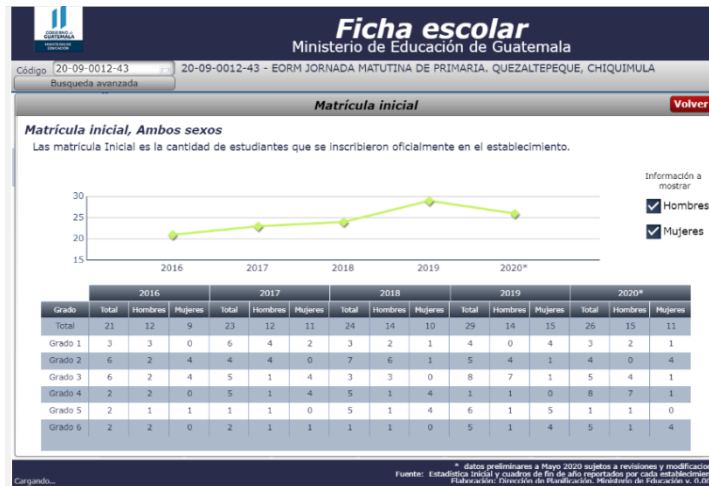 GOBIERNO de
GUATEMALA
MINISTERIO DE
EDUCACIÓN
Ficha escolar
Ministerio de Educación de Guatemala
Código 20-09-0012-43 20-09-0012-43 - EORM JORNADA MATUTINA DE PRIMARIA. QUEZALTEPEQUE, CHIQUIMULA
Busqueda avanzada
Matrícula inicial Volver
Matrícula inicial, Ambos sexos
Las matrícula Inicial es la cantidad de estudiantes que se inscribieron oficialmente en el establecimiento.
Información a
mostrar
Hombres
Mujeres
30
25
20
15
2016 2017 2018 2019 2020*
2016 2017 2018 2019 2020*
Grado Total Hombres Mujeres Total Hombres Mujeres Total Hombres Mujeres Total Hombres Mujeres Total Hombres Mujeres
Total 21 12 9 23 12 11 24 14 10 29 14 15 26 15 11
Grado 1 3 3 0 6 4 2 3 2 1 4 0 4 3 2 1
Grado 2 6 2 4 4 4 0 7 6 1 5 4 1 4 0 4
Grado 3 6 2 4 5 1 4 3 3 0 8 7 1 5 4 1
Grado 4 2 2 0 5 1 4 5 1 4 1 1 0 8 7 1
Grado 5 2 1 1 1 1 0 5 1 4 6 1 5 1 1 0
Grado 6 2 2 0 2 1 1 1 1 0 5 1 4 5 1 4
* datos preliminares a Mayo 2020 sujetos a revisiones y modificacion
Fuente: Estadística Inicial y cuadros de fin de año reportados por cada establecimien
Elaboración: Dirección de Planificación. Ministerio de Educación v. 0.00
Cargando...